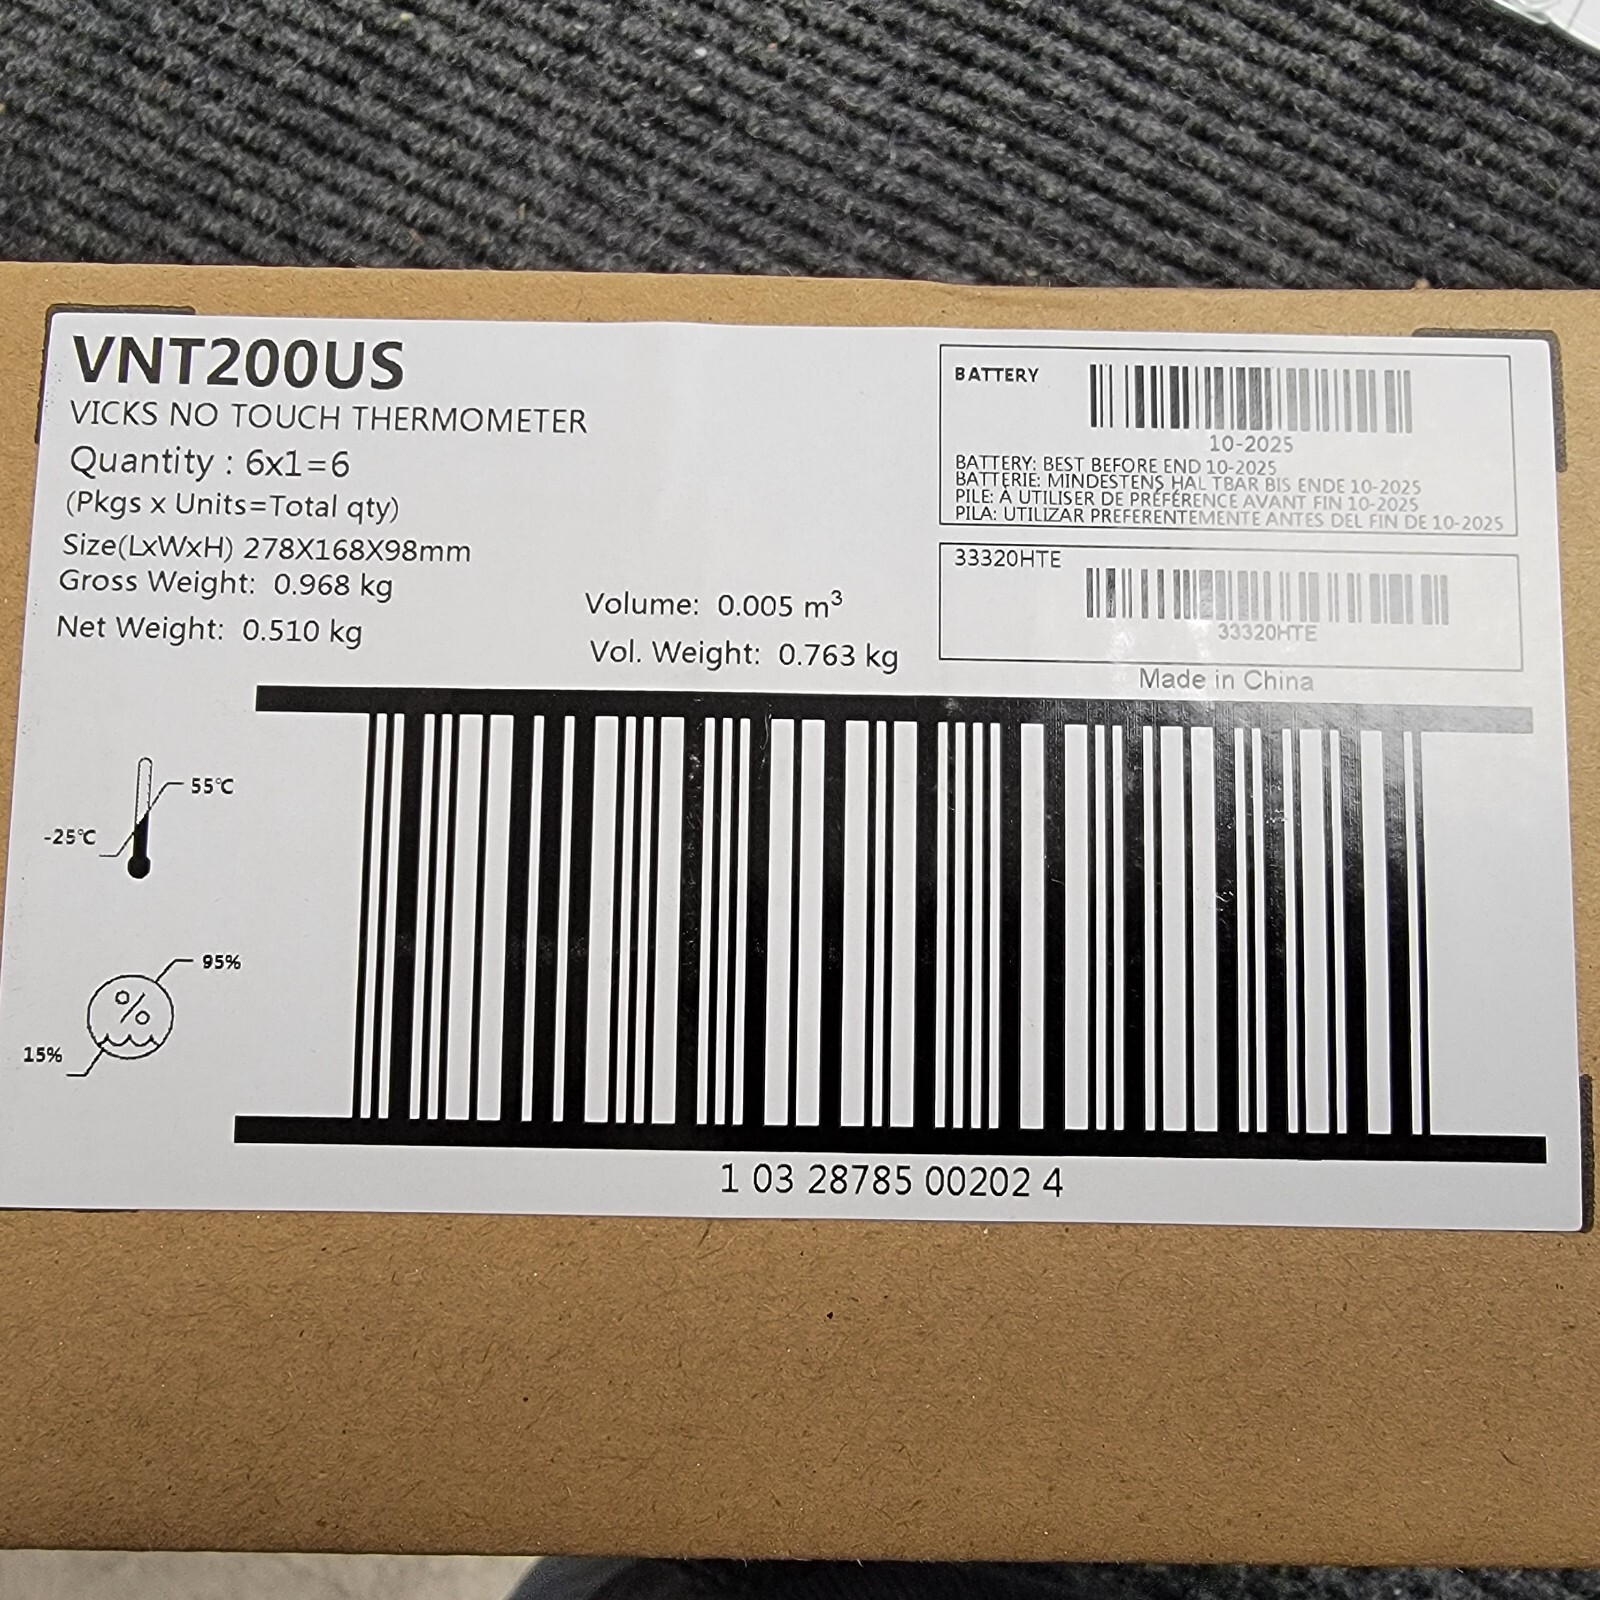 VNT200US
VICKS NO TOUCH THERMOMETER
Quantity : 6x1=6
(Pkgs x Units=Total qty)
Size(LxWxH) 278X168X98mm
Gross Weight: 0.968 kg
Net Weight: 0.510 kg
Volume: 0.005 m³
Vol. Weight: 0.763 kg
BATTERY
10-2025
BATTERY: BEST BEFORE END 10-2025
BATTERIE: MINDESTENS HAL TBAR BIS ENDE 10-2025
PILE: À UTILISER DE PRÉFÉRENCE AVANT FIN 10-2025
PILA: UTILIZAR PREFERENTEMENTE ANTES DEL FIN DE 10-2025
33320HTE
33320HTE
Made in China
55°C
-25°C
95%
%
15%
1 03 28785 00202 4